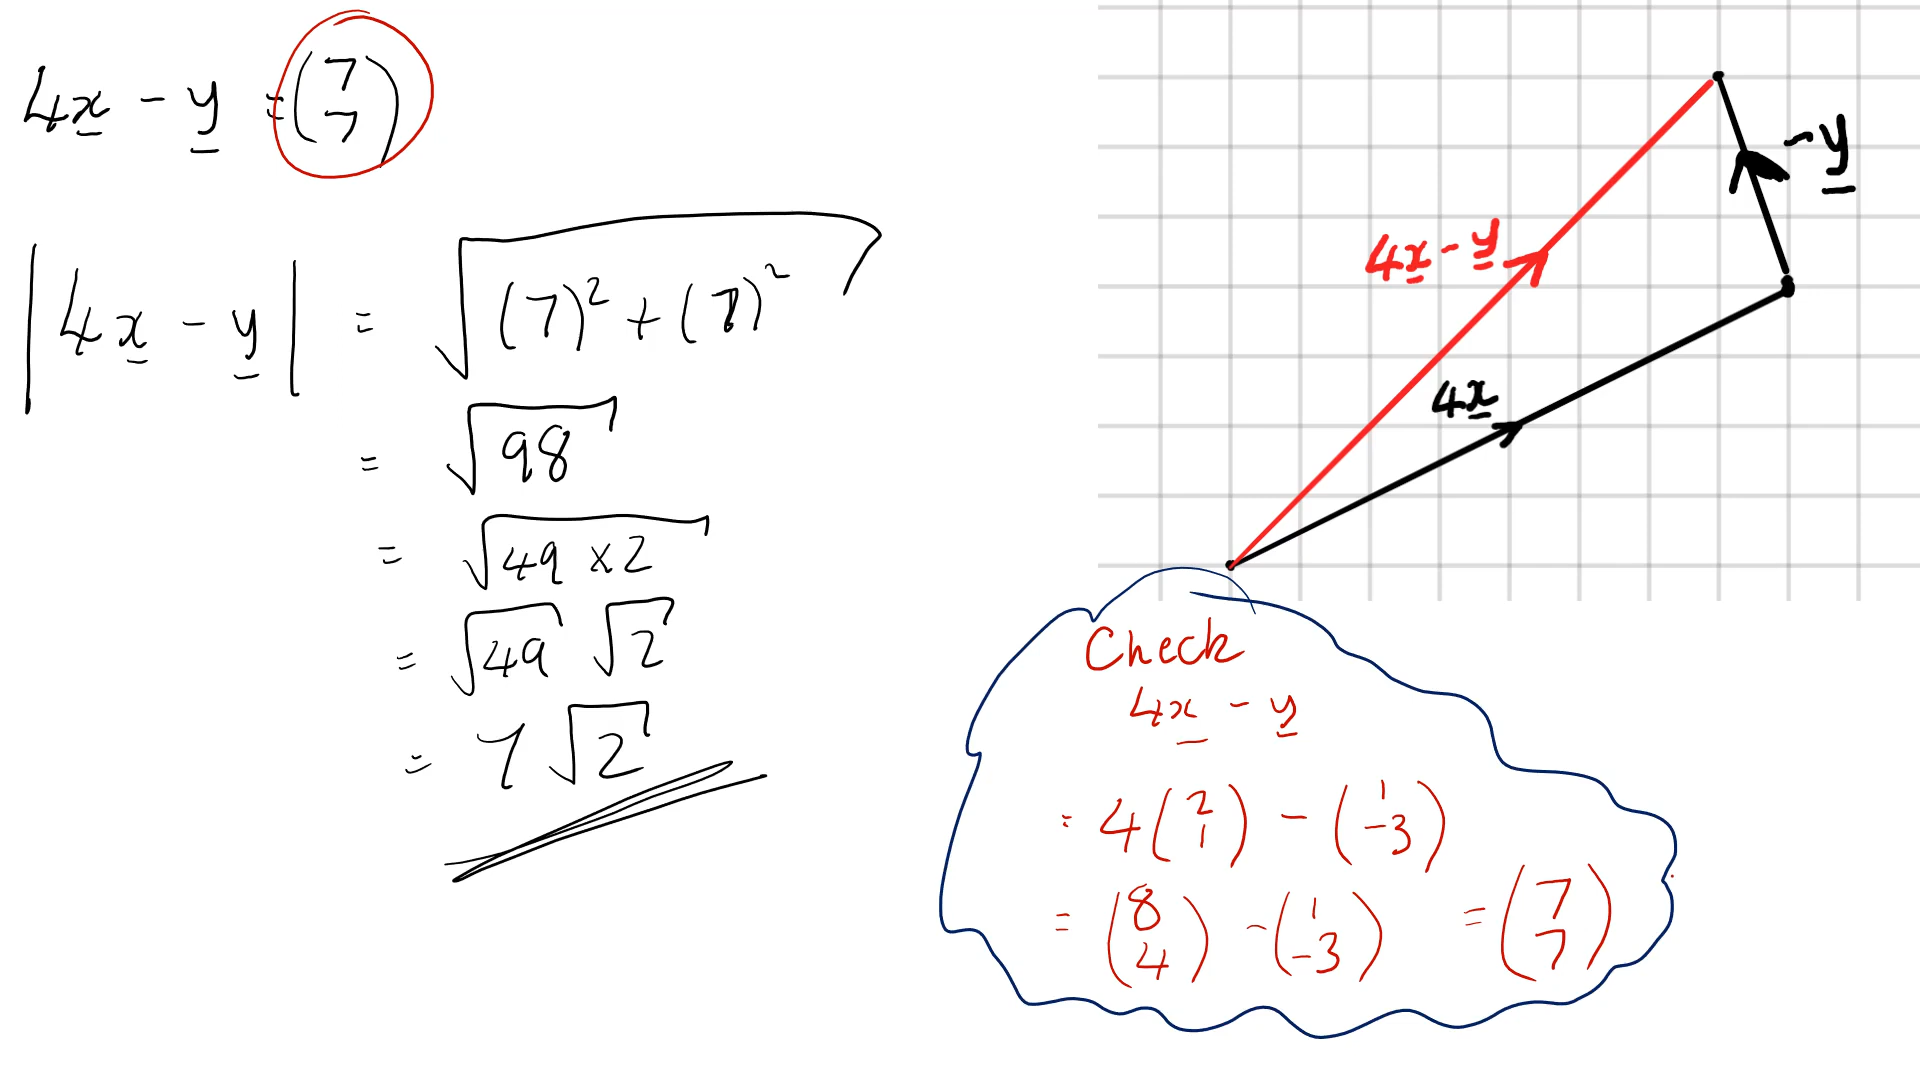 4x - y = (7 7)
|4x - y| = √((7)² + (7)²)
= √98
= √(49 × 2)
= √49 √2
= 7√2
4x - y
- y
4x
Check
4x - y
= 4(2 1) - (1 -3)
= (8 4) - (1 -3) = (7 7)